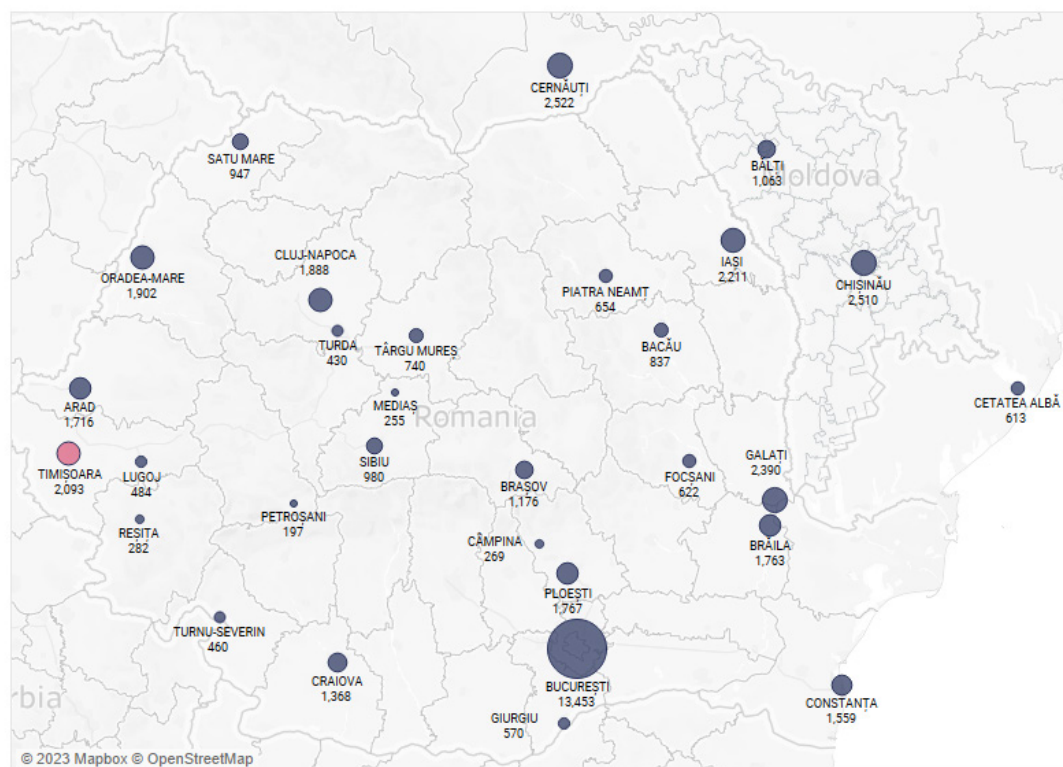 CERNĂUȚI
2,522
SATU MARE
947
BĂLȚI
1,063
Moldova
ORADEA-MARE
1,902
CLUJ-NAPOCA
1,888
IAȘI
2,211
CHIȘINĂU
2,510
PIATRA NEAMȚ
654
TURDA
430
TÂRGU MUREȘ
740
BACĂU
837
ARAD
1,716
MEDIAȘ
255
Romania
CETATEA ALBĂ
613
TIMISOARA
2,093
LUGOJ
484
SIBIU
980
BRAȘOV
1,176
FOCȘANI
622
GALAȚI
2,390
RESITA
282
PETROȘANI
197
CÂMPINA
269
BRĂILA
1,763
PLOEȘTI
1,767
TURNU-SEVERIN
460
CRAIOVA
1,368
BUCUREȘTI
13,453
CONSTANȚA
1,559
rbia
GIURGIU
570
© 2023 Mapbox © OpenStreetMap